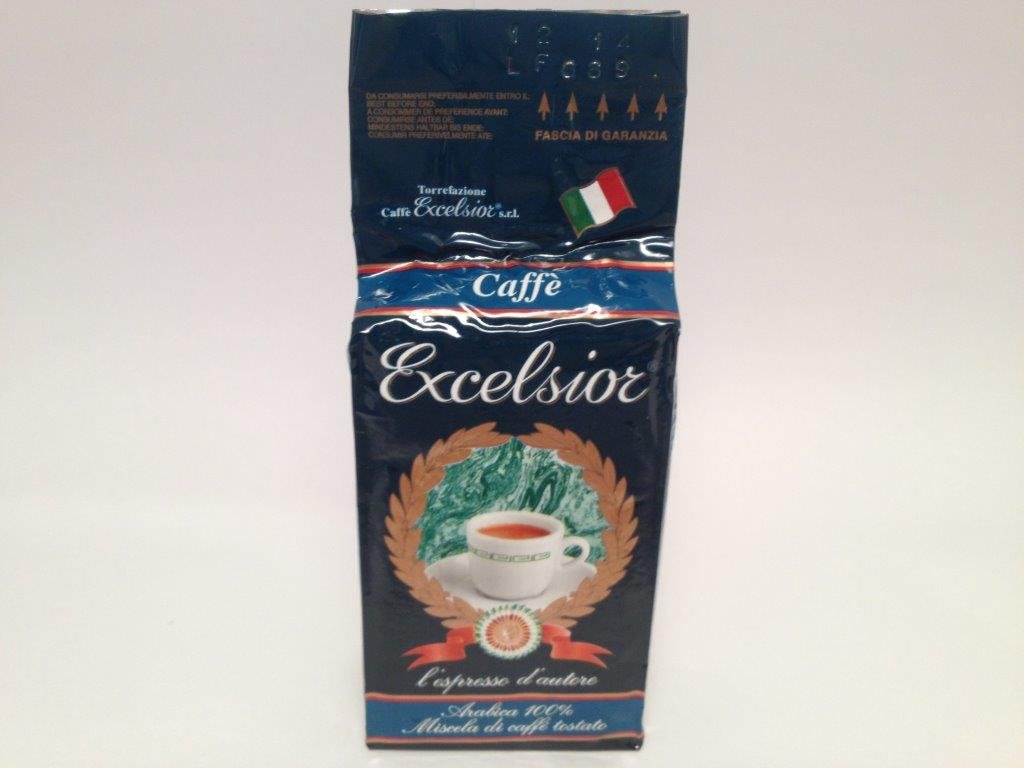 12 14
LF089
DA CONSUMARSI PREFERIBILMENTE ENTRO IL:
BEST BEFORE END:
A CONSOMMER DE PREFERENCE AVANT:
CONSUMIRSE ANTES DE:
MINDESTENS HALTBAR BIS ENDE:
CONSUMIR PREFERIVELMENTE ATE:
FASCIA DI GARANZIA
Torrefazione
Caffè Excelsior® s.r.l.
Caffè
Excelsior®
l'espresso d'autore
Arabica 100%
Miscela di caffè tostato